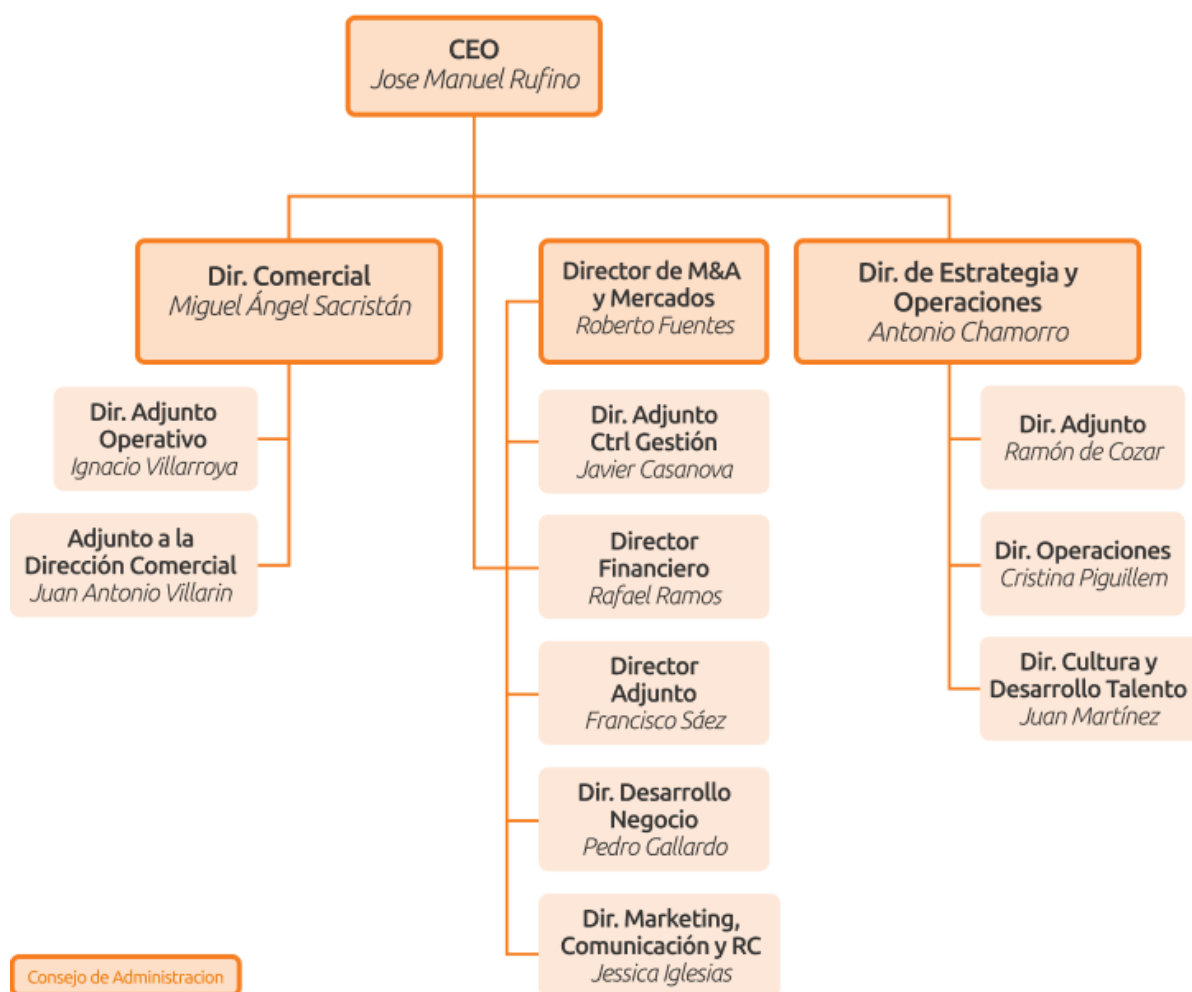 CEO
Jose Manuel Rufino
Dir. Comercial
Miguel Ángel Sacristán
Dir. Adjunto
Operativo
Ignacio Villarroya
Adjunto a la
Dirección Comercial
Juan Antonio Villarin
Director de M&A
y Mercados
Roberto Fuentes
Dir. Adjunto
Ctrl Gestión
Javier Casanova
Director
Financiero
Rafael Ramos
Director
Adjunto
Francisco Sáez
Dir. Desarrollo
Negocio
Pedro Gallardo
Dir. Marketing,
Comunicación y RC
Jessica Iglesias
Dir. de Estrategia y
Operaciones
Antonio Chamorro
Dir. Adjunto
Ramón de Cozar
Dir. Operaciones
Cristina Piguillem
Dir. Cultura y
Desarrollo Talento
Juan Martínez
Consejo de Administracion